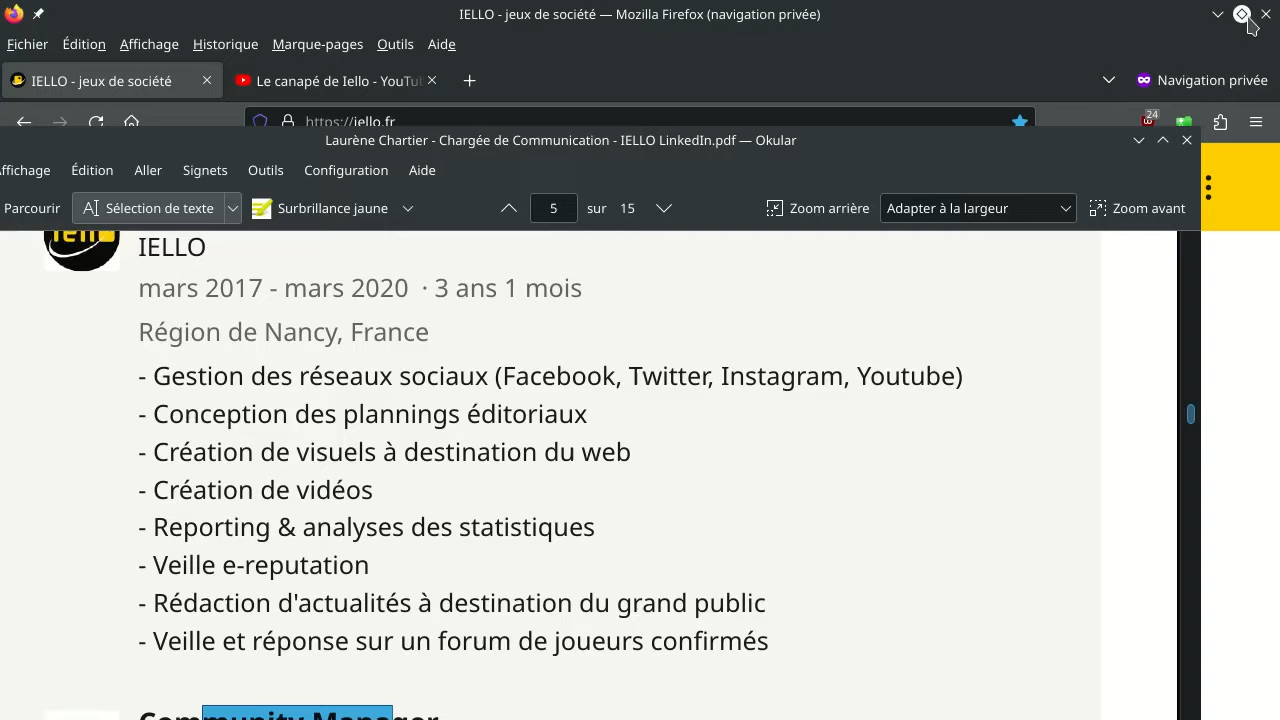 IELLO - jeux de société — Mozilla Firefox (navigation privée)
Fichier Édition Affichage Historique Marque-pages Outils Aide
IELLO - jeux de société Le canapé de Iello - YouTu Navigation privée
https://iello.fr 24
Laurène Chartier - Chargée de Communication - IELLO LinkedIn.pdf — Okular
ffichage Édition Aller Signets Outils Configuration Aide
Parcourir Sélection de texte Surbrillance jaune 5 sur 15 Zoom arrière Adapter à la largeur Zoom avant
iello
IELLO
mars 2017 - mars 2020 · 3 ans 1 mois
Région de Nancy, France
- Gestion des réseaux sociaux (Facebook, Twitter, Instagram, Youtube)
- Conception des plannings éditoriaux
- Création de visuels à destination du web
- Création de vidéos
- Reporting & analyses des statistiques
- Veille e-reputation
- Rédaction d'actualités à destination du grand public
- Veille et réponse sur un forum de joueurs confirmés
Community Manager